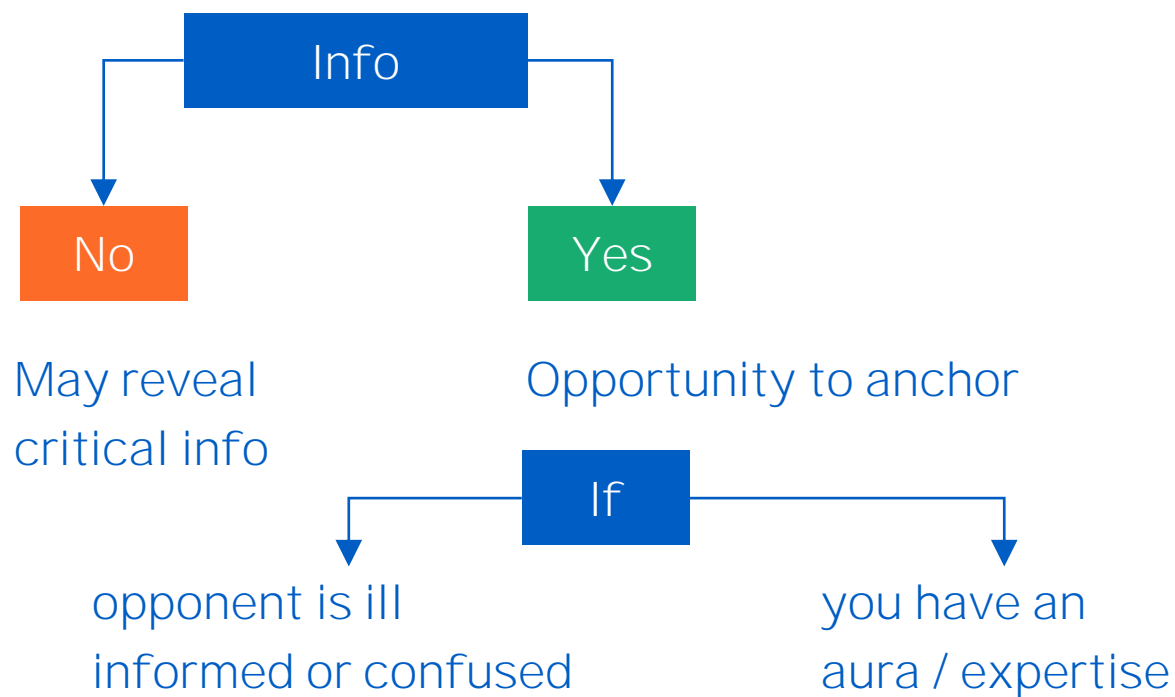 Info
No
Yes
May reveal
critical info
Opportunity to anchor
If
opponent is ill
informed or confused
you have an
aura / expertise